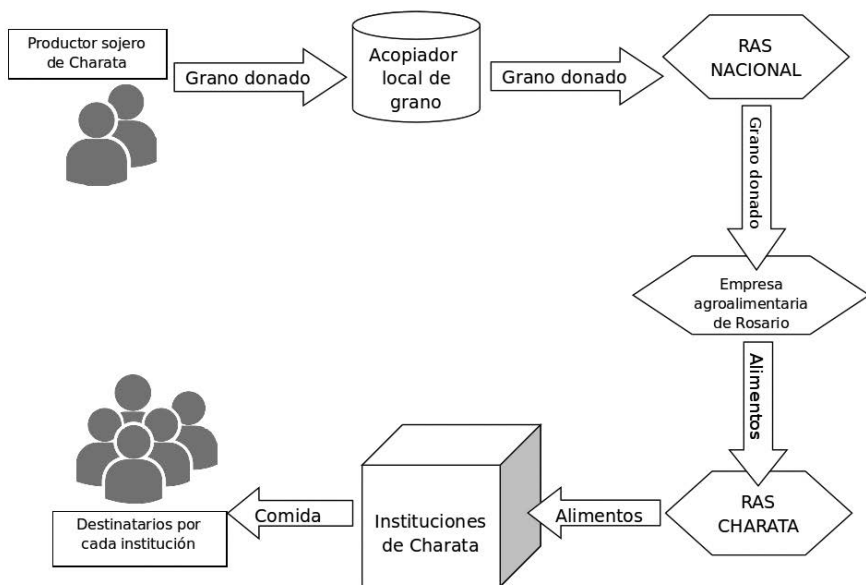 Productor sojero
de Charata
Grano donado
Acopiador
local de
grano
Grano donado
RAS
NACIONAL
Grano donado
Empresa
agroalimentaria
de Rosario
Alimentos
RAS
CHARATA
Alimentos
Instituciones
de Charata
Comida
Destinatarios por
cada institución